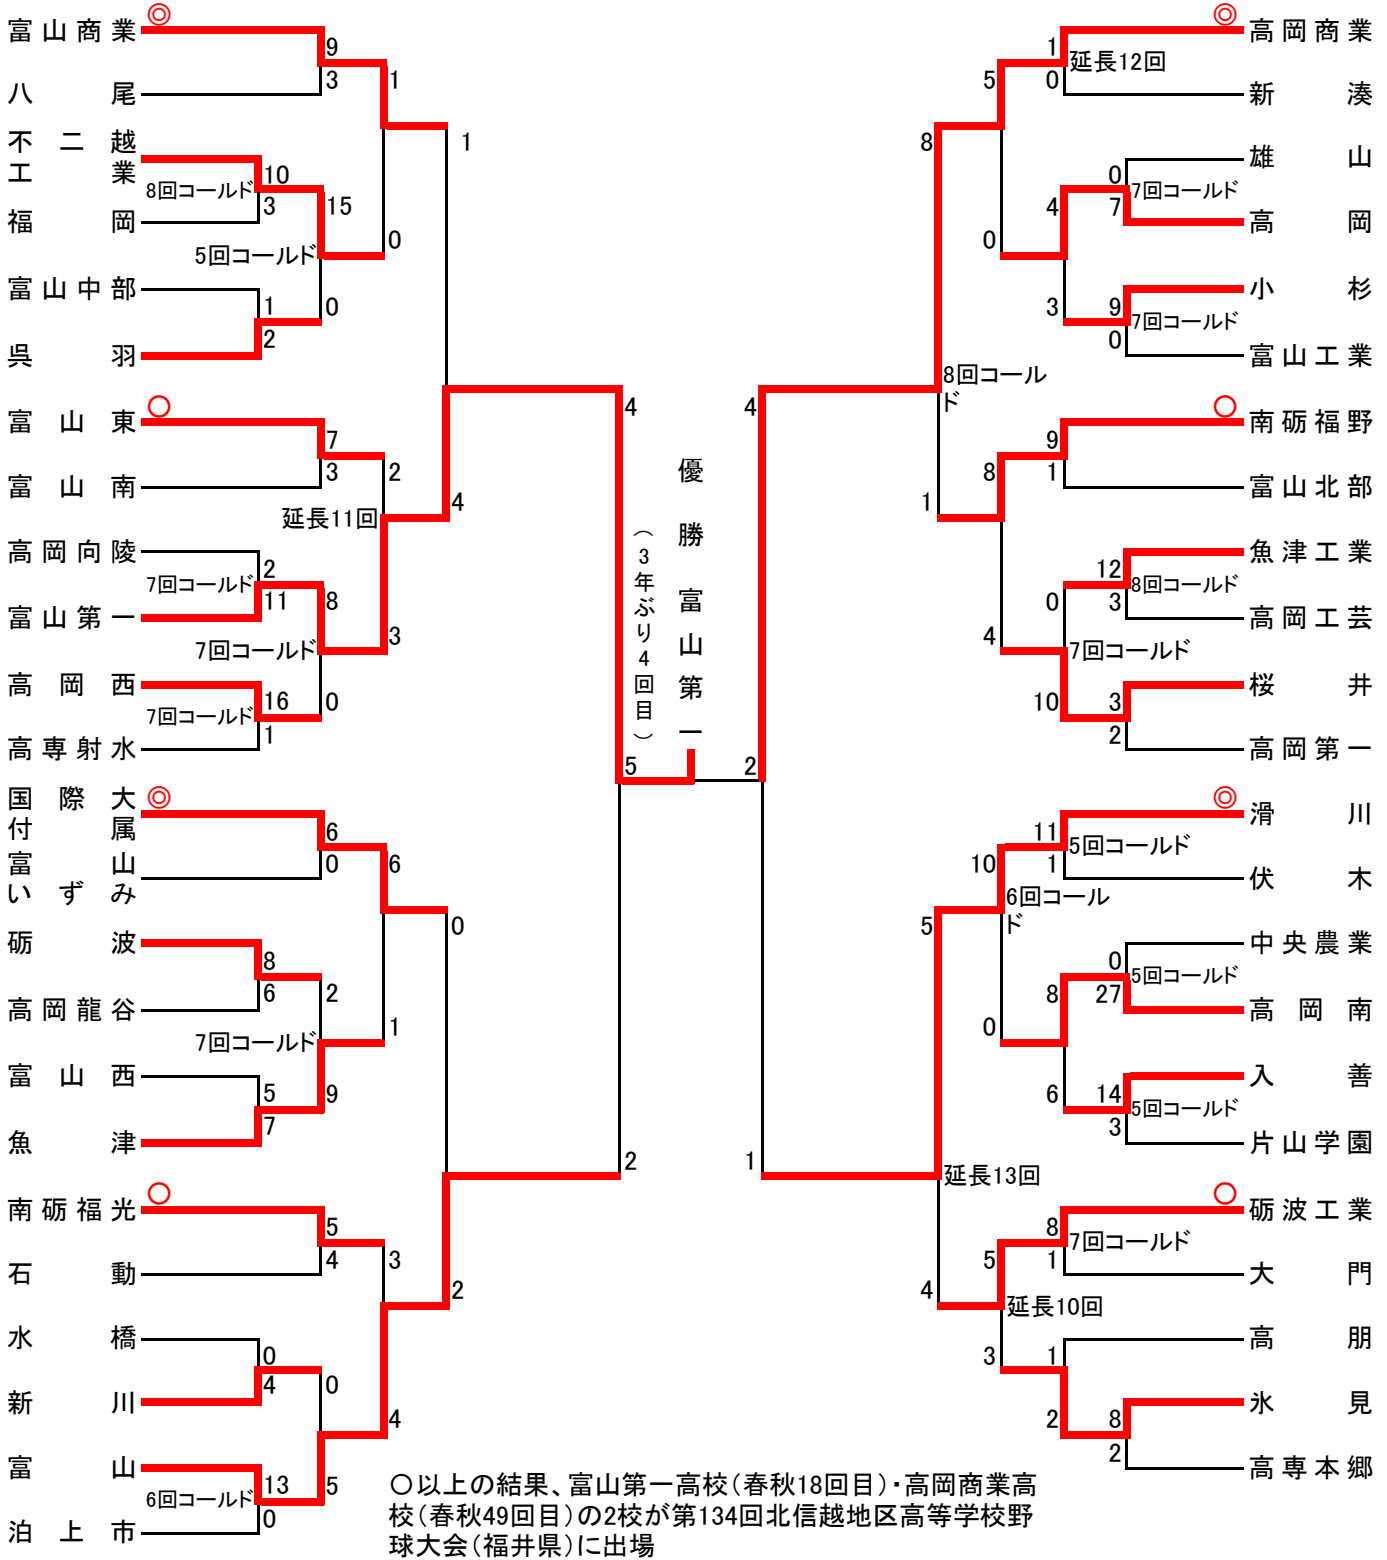 ◎
富山商業
9
3
八尾
1
不二越
工業
10
8回コールド
3
福岡
15
5回コールド
0
富山中部
1
2
0
呉羽
1
○
富山東
7
3
富山南
2
延長11回
高岡向陵
2
7回コールド
11
富山第一
8
7回コールド
3
高岡西
16
7回コールド
1
0
高専射水
4
4
◎
国際大
付属
6
0
富山
いずみ
6
砺波
8
6
高岡龍谷
2
7回コールド
1
富山西
5
7
9
魚津
0
○
南砺福光
5
4
石動
3
水橋
0
4
新川
0
4
富山
13
6回コールド
0
5
泊上市
2
2
5
優勝 富山第一
(3年ぶり4回目)
2
◎
高岡商業
1
延長12回
0
新湊
5
雄山
0
7回コールド
7
高岡
4
0
小杉
9
7回コールド
0
3
富山工業
8
8回コール
ド
4
○
南砺福野
9
1
富山北部
8
1
魚津工業
12
8回コールド
3
高岡工芸
0
7回コールド
4
桜井
3
2
10
高岡第一
◎
滑川
11
5回コールド
1
伏木
10
6回コール
ド
5
中央農業
0
5回コールド
27
高岡南
8
0
入善
14
5回コールド
3
6
片山学園
延長13回
1
○
砺波工業
8
7回コールド
1
大門
5
延長10回
4
高朋
1
3
氷見
8
2
2
高専本郷
○以上の結果、富山第一高校(春秋18回目)・高岡商業高
校(春秋49回目)の2校が第134回北信越地区高等学校野
球大会(福井県)に出場